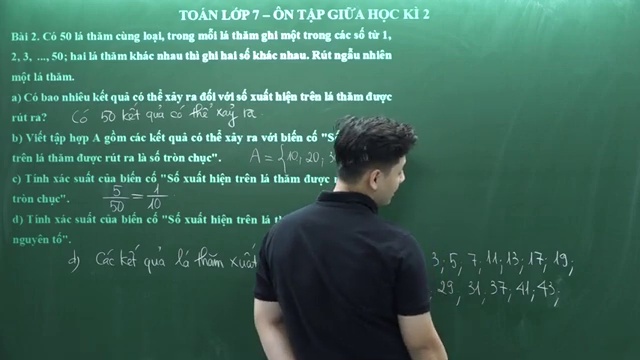 TOÁN LỚP 7 – ÔN TẬP GIỮA HỌC KÌ 2
Bài 2. Có 50 lá thăm cùng loại, trong mỗi lá thăm ghi một trong các số từ 1,
2, 3, ..., 50; hai lá thăm khác nhau thì ghi hai số khác nhau. Rút ngẫu nhiên
một lá thăm.
a) Có bao nhiêu kết quả có thể xảy ra đối với số xuất hiện trên lá thăm được
rút ra? Có 50 kết quả có thể xảy ra
b) Viết tập hợp A gồm các kết quả có thể xảy ra với biến cố "Số
trên lá thăm được rút ra là số tròn chục". A = {10; 20; 30
c) Tính xác suất của biến cố "Số xuất hiện trên lá thăm được
tròn chục". 5/50 = 1/10
d) Tính xác suất của biến cố "Số xuất hiện trên lá
nguyên tố".
d) Các kết quả lá thăm xuất 3; 5; 7; 11; 13; 17; 19;
29; 31; 37; 41; 43;